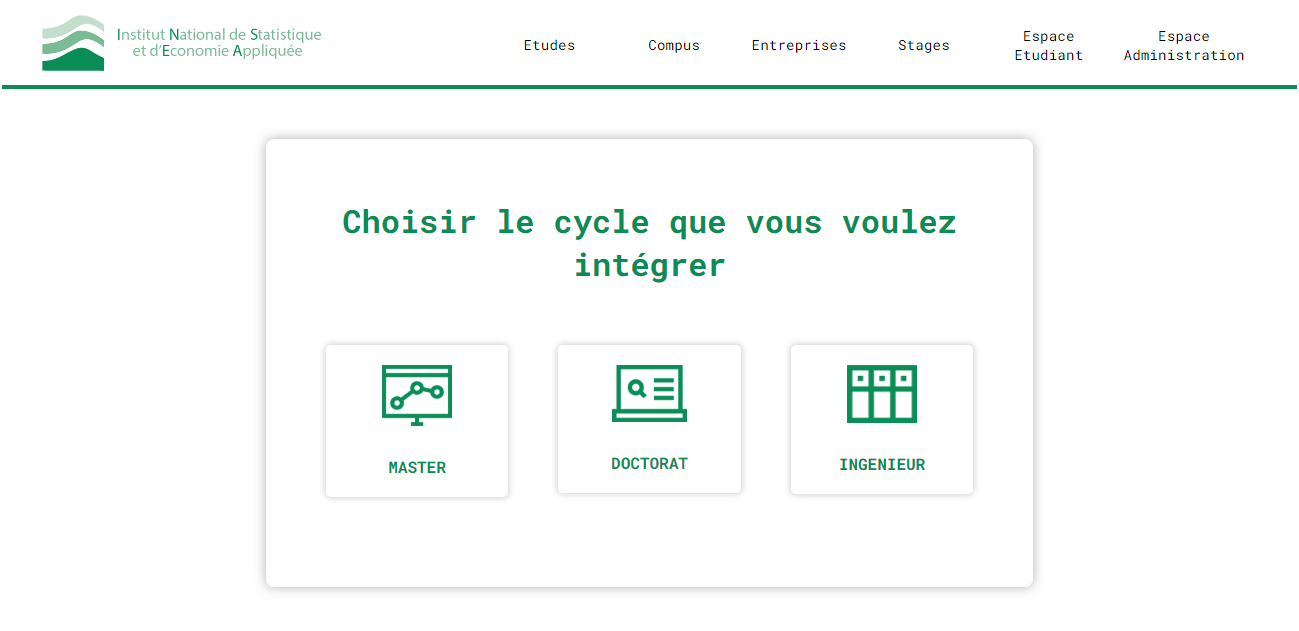 Institut National de Statistique
et d'Economie Appliquée
Etudes
Compus
Entreprises
Stages
Espace
Etudiant
Espace
Administration
Choisir le cycle que vous voulez
intégrer
MASTER
DOCTORAT
INGENIEUR